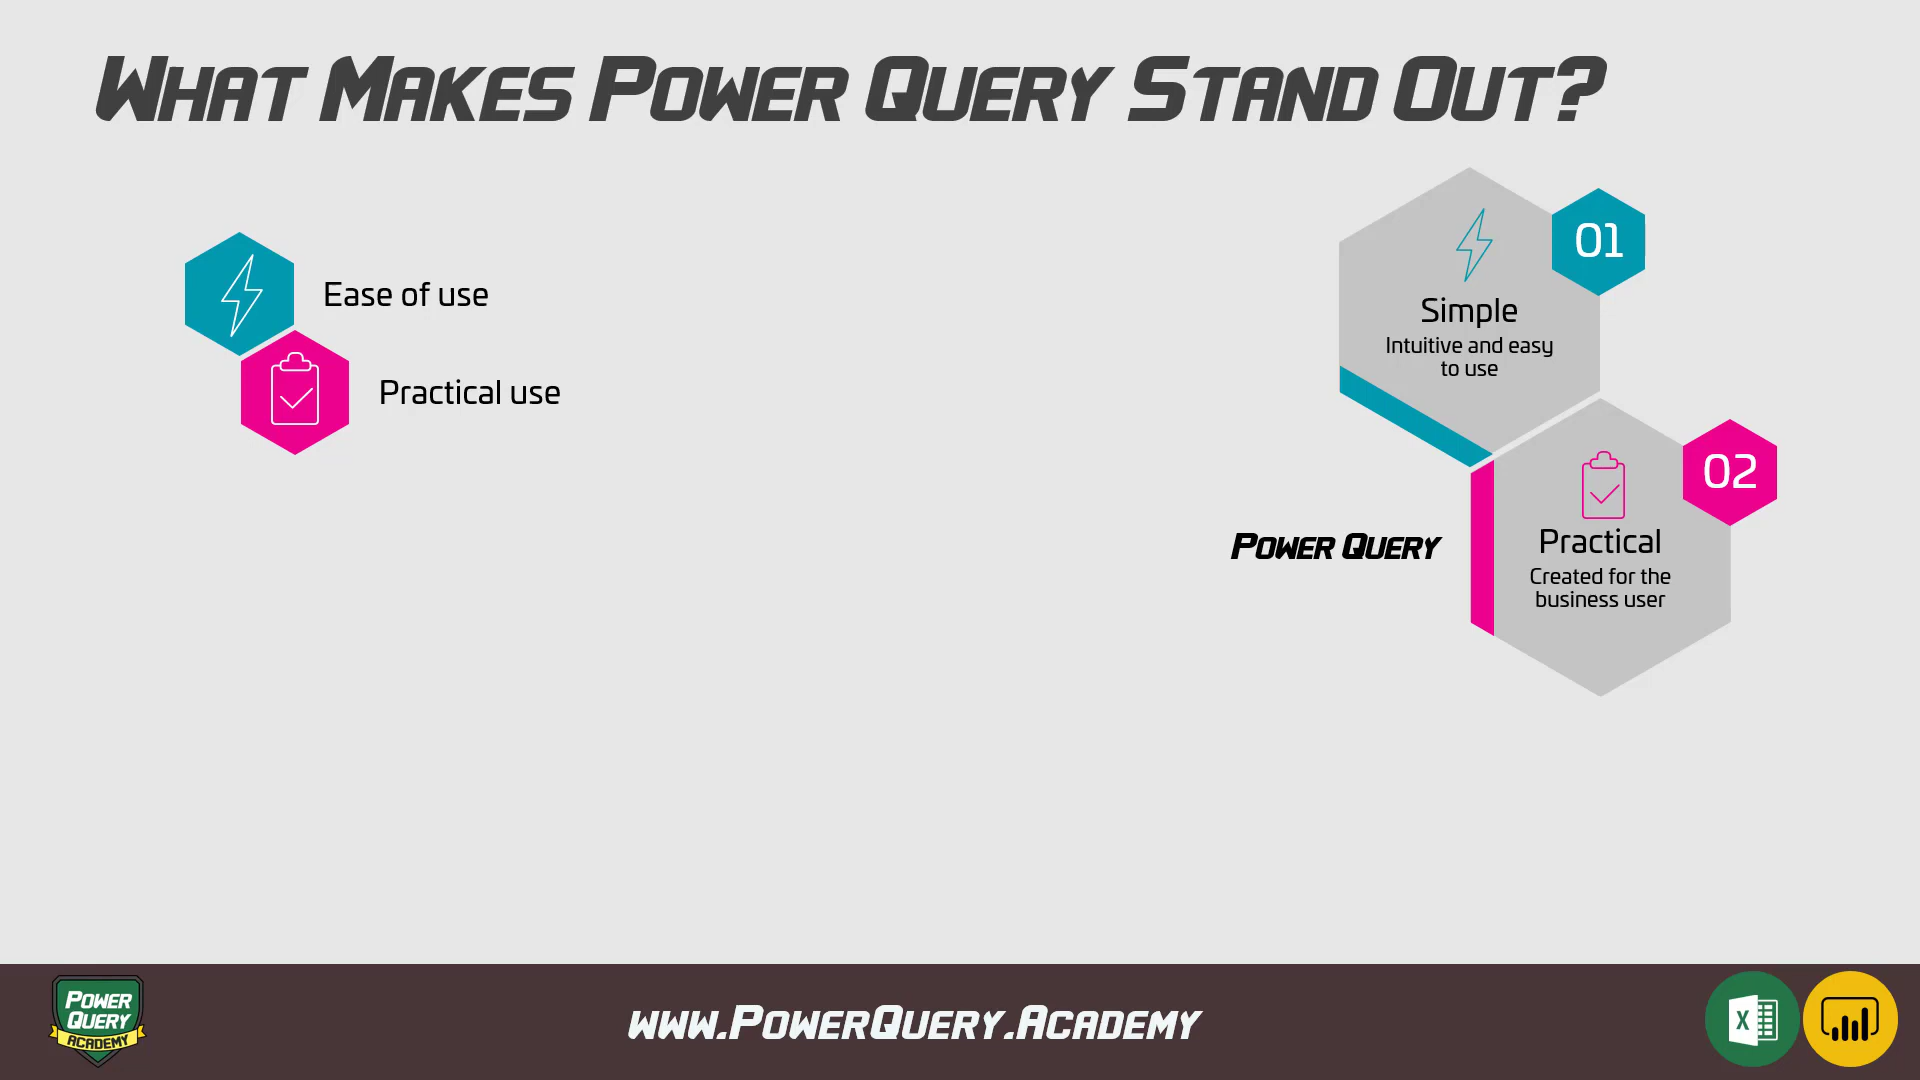 What Makes Power Query Stand Out?
Ease of use
Practical use
01
Simple
Intuitive and easy
to use
02
Practical
Created for the
business user
Power Query
Power
Query
Academy
www.PowerQuery.Academy
X